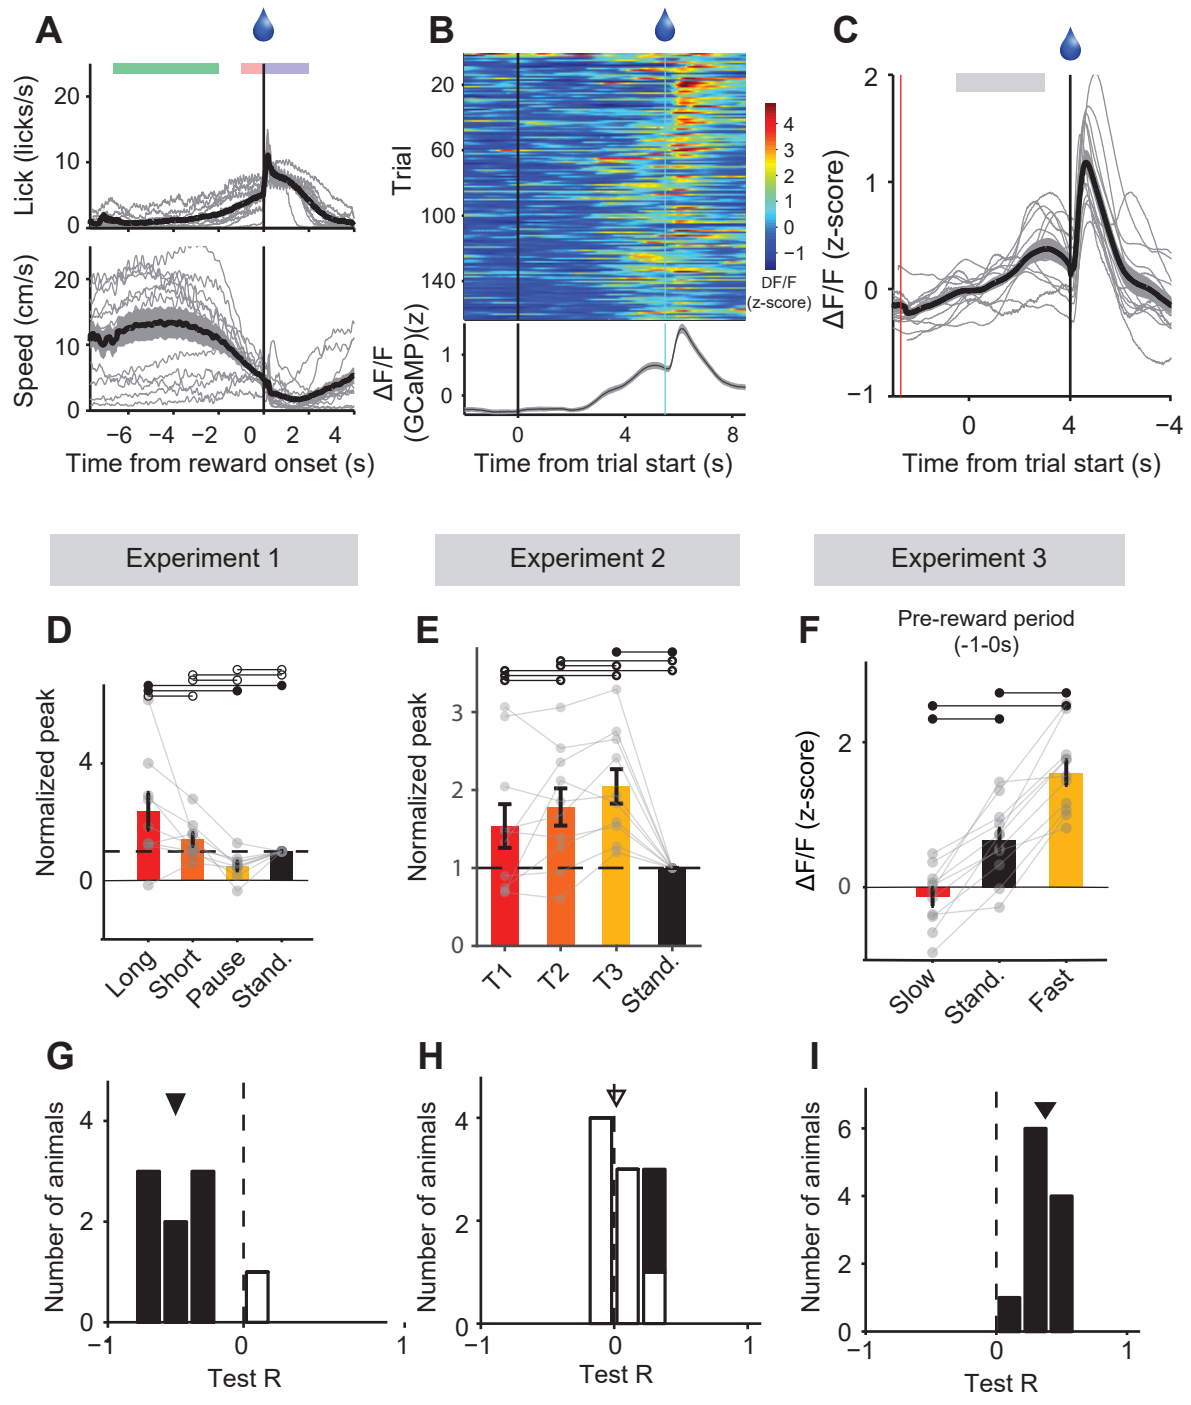 A
B
C
Lick (licks/s)
20
10
0
Speed (cm/s)
20
10
0
−6
−4
−2
0
2
4
Time from reward onset (s)
Trial
20
60
100
140
4
3
2
1
0
−1
DF/F
(z-score)
ΔF/F
(GCaMP)(z)
1
0
0
4
8
Time from trial start (s)
ΔF/F (z-score)
2
1
0
−1
0
4
−4
Time from trial start (s)
Experiment 1
Experiment 2
Experiment 3
D
Normalized peak
4
0
Long
Short
Pause
Stand.
E
Normalized peak
3
2
1
0
T1
T2
T3
Stand.
F
Pre-reward period
(-1-0s)
ΔF/F (z-score)
2
0
Slow
Stand.
Fast
G
Number of animals
4
2
0
−1
0
1
Test R
H
Number of animals
4
2
0
−1
0
1
Test R
I
Number of animals
6
4
2
0
−1
0
1
Test R